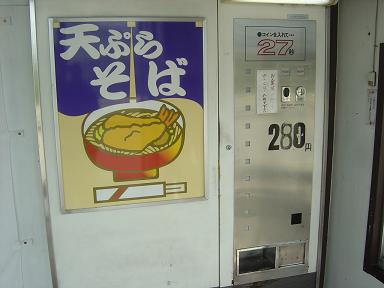 天ぷら
そば
●コインを入れて…
27秒
280円